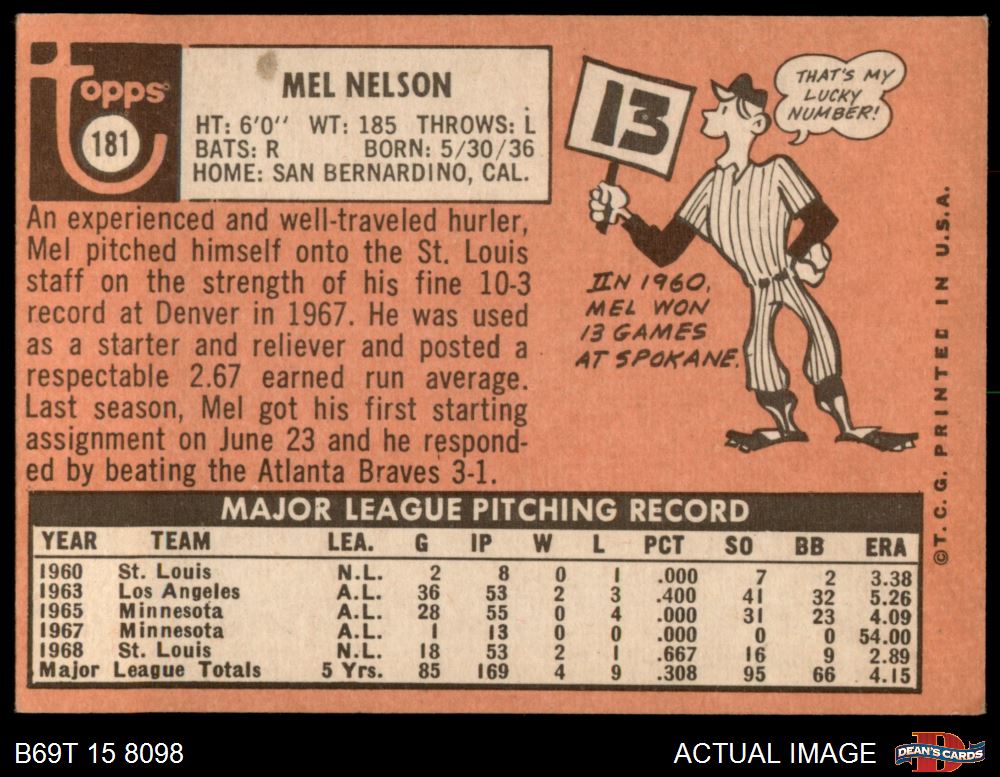 Topps
181
MEL NELSON
HT: 6'0" WT: 185 THROWS: L
BATS: R BORN: 5/30/36
HOME: SAN BERNARDINO, CAL.
An experienced and well-traveled hurler,
Mel pitched himself onto the St. Louis
staff on the strength of his fine 10-3
record at Denver in 1967. He was used
as a starter and reliever and posted a
respectable 2.67 earned run average.
Last season, Mel got his first starting
assignment on June 23 and he respond-
ed by beating the Atlanta Braves 3-1.
13
THAT'S MY
LUCKY
NUMBER!
IN 1960,
MEL WON
13 GAMES
AT SPOKANE.
MAJOR LEAGUE PITCHING RECORD
YEAR TEAM LEA. G IP W L PCT SO BB ERA
1960 St. Louis N.L. 2 8 0 1 .000 7 2 3.38
1963 Los Angeles A.L. 36 53 2 3 .400 41 32 5.26
1965 Minnesota A.L. 28 55 0 4 .000 31 23 4.09
1967 Minnesota A.L. 1 13 0 0 .000 0 0 54.00
1968 St. Louis N.L. 18 53 2 1 .667 16 9 2.89
Major League Totals 5 Yrs. 85 169 4 9 .308 95 66 4.15
©T. C. G. PRINTED IN U.S.A.
B69T 15 8098
ACTUAL IMAGE
D
DEAN'S CARDS